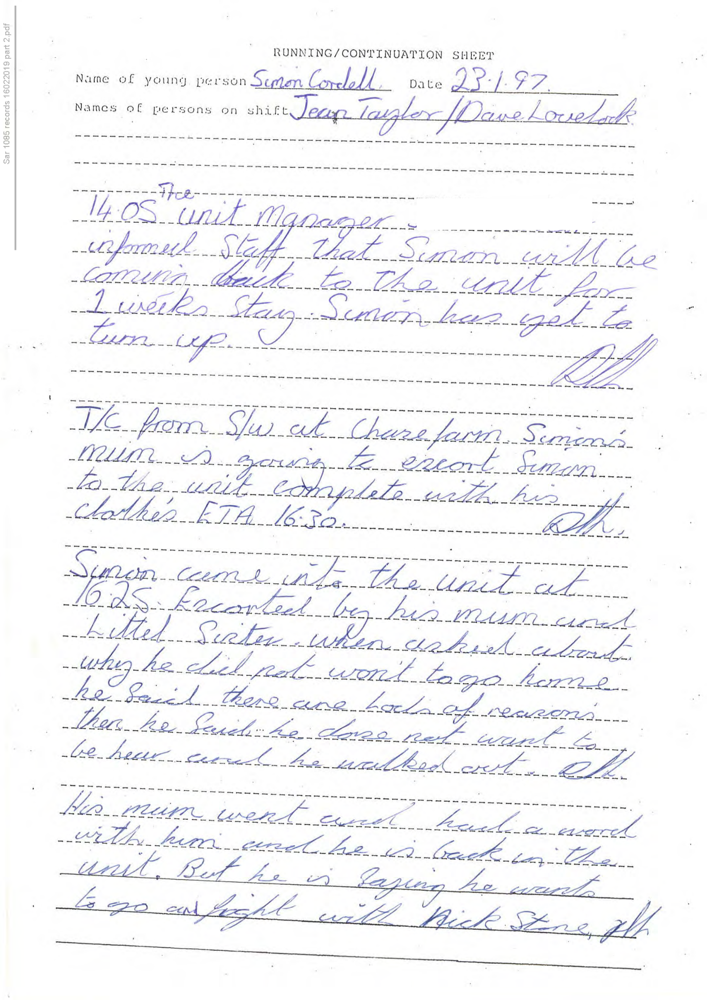 Sar 1085 records 16022019 part 2.pdf
RUNNING/CONTINUATION SHEET
Name of young person Simon Cordell. Date 23.1.97.
Names of persons on shift Jean Taylor/Dave Lovelock.
The
14.05 unit Manager -
informed Staff that Simon will be
coming back to the unit for
1 weeks stay. Simon has yet to
turn up.
T/C from S/W at Chase farm. Simon's
mum is going to escort Simon
to the unit complete with his
clothes ETA 16.30.
Simon came into the unit at
16.25. Escorted by his mum and
Littel Sister. when asked about
why he did not won't to go home
he said there are Lods of reason's
then he said he dose not want to
be hear and he walked out.
His mum went and had a word
with him and he is back in the
unit. But he is saying he wants
to go and fight with Nick Stone,